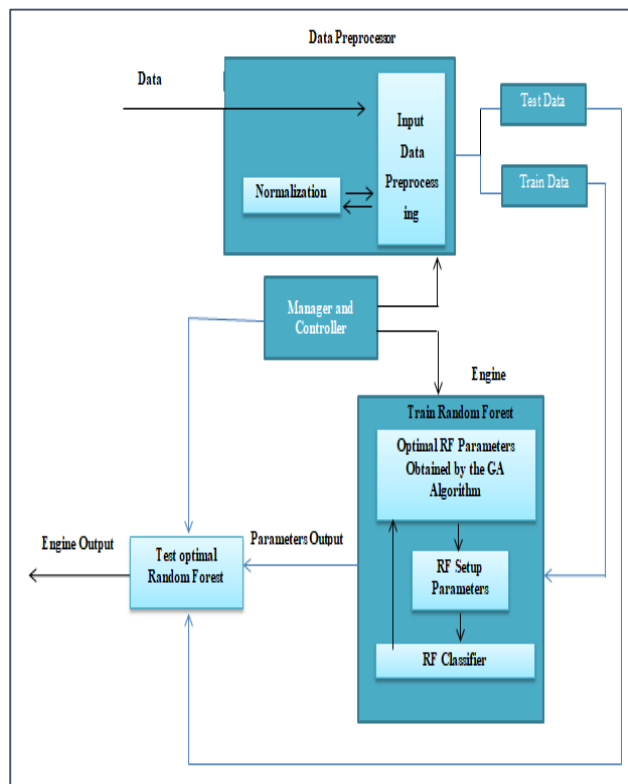 Data Preprocessor
Data
Test Data
Input
Data
Preprocess
ing
Normalization
Train Data
Manager and
Controller
Engine
Train Random Forest
Optimal RF Parameters
Obtained by the GA
Algorithm
Engine Output
Test optimal
Random Forest
Parameters Output
RF Setup
Parameters
RF Classifier